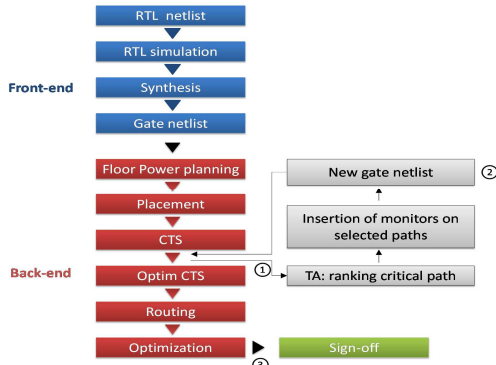 RTL netlist
RTL simulation
Front-end
Synthesis
Gate netlist
Floor Power planning
New gate netlist
②
Placement
Insertion of monitors on
selected paths
CTS
Back-end
Optim CTS
①
TA: ranking critical path
Routing
Optimization
Sign-off
③